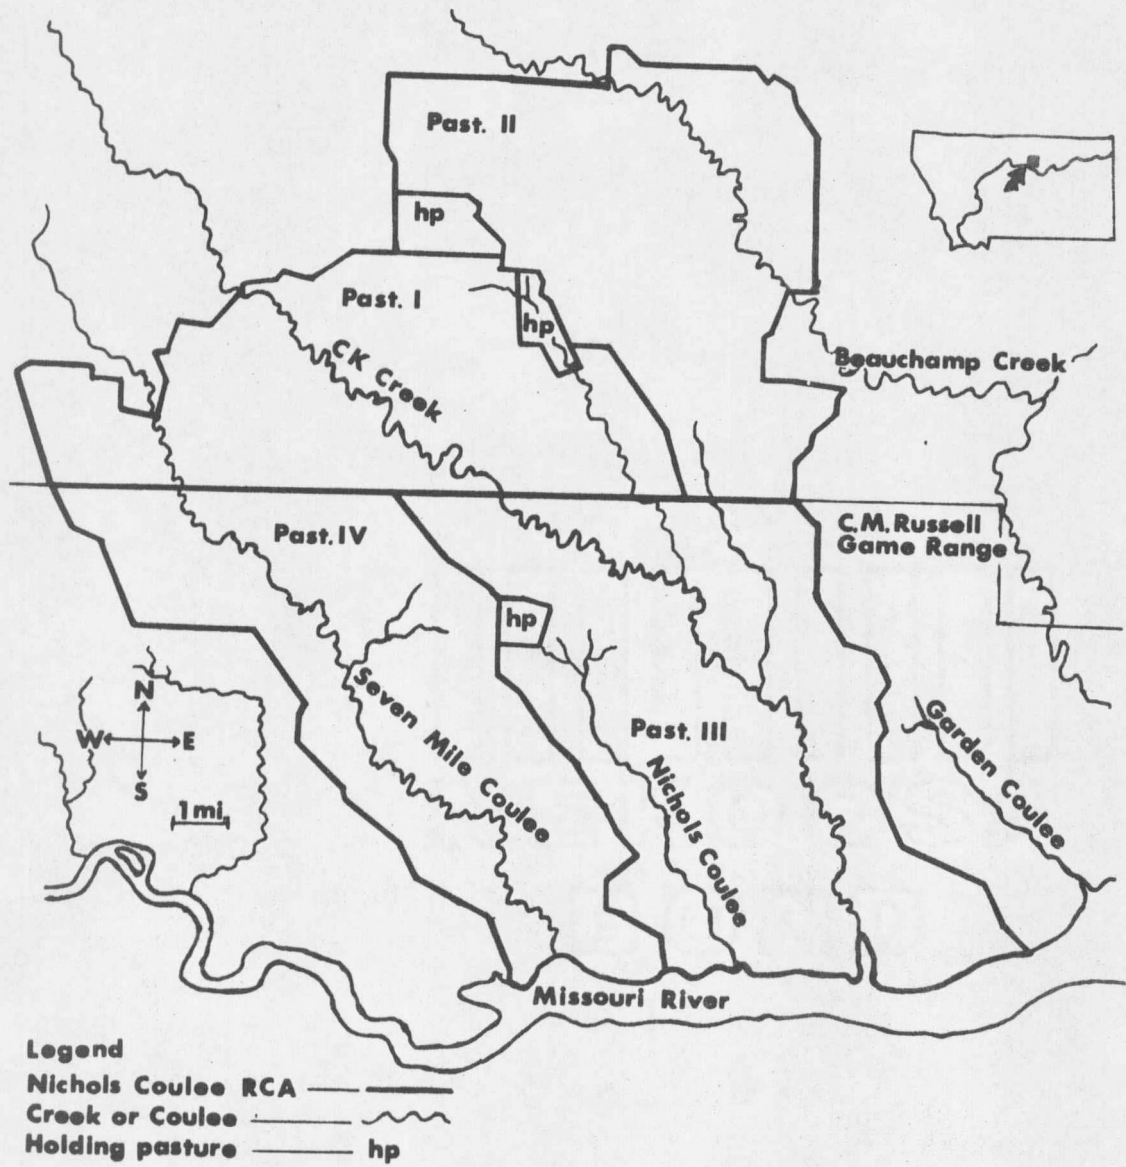 Past. II
hp
Past. I
hp
CK Creek
Beauchamp Creek
Past. IV
C.M. Russell
Game Range
hp
Seven Mile Coulee
Past. III
Nichols Coulee
Garden Coulee
N
W E
S
1 mi.
Missouri River
Legend
Nichols Coulee RCA
Creek or Coulee
Holding pasture hp